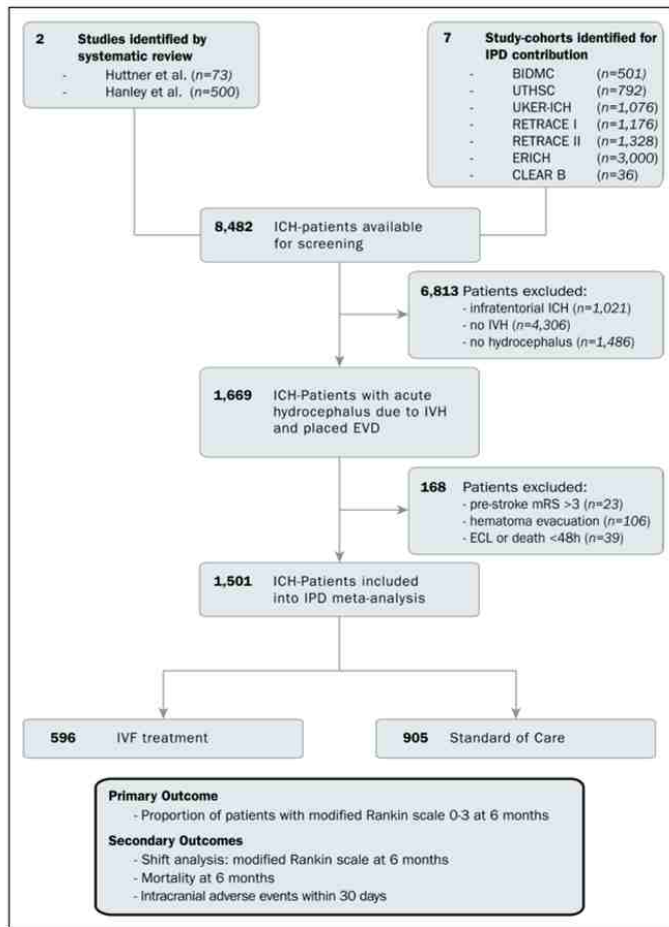 2 Studies identified by
systematic review
- Huttner et al. (n=73)
- Hanley et al. (n=500)
7 Study-cohorts identified for
IPD contribution
- BIDMC (n=501)
- UTHSC (n=792)
- UKER-ICH (n=1,076)
- RETRACE I (n=1,176)
- RETRACE II (n=1,328)
- ERICH (n=3,000)
- CLEAR B (n=36)
8,482 ICH-patients available
for screening
6,813 Patients excluded:
- infratentorial ICH (n=1,021)
- no IVH (n=4,306)
- no hydrocephalus (n=1,486)
1,669 ICH-Patients with acute
hydrocephalus due to IVH
and placed EVD
168 Patients excluded:
- pre-stroke mRS >3 (n=23)
- hematoma evacuation (n=106)
- ECL or death <48h (n=39)
1,501 ICH-Patients included
into IPD meta-analysis
596 IVF treatment
905 Standard of Care
Primary Outcome
- Proportion of patients with modified Rankin scale 0-3 at 6 months
Secondary Outcomes
- Shift analysis: modified Rankin scale at 6 months
- Mortality at 6 months
- Intracranial adverse events within 30 days